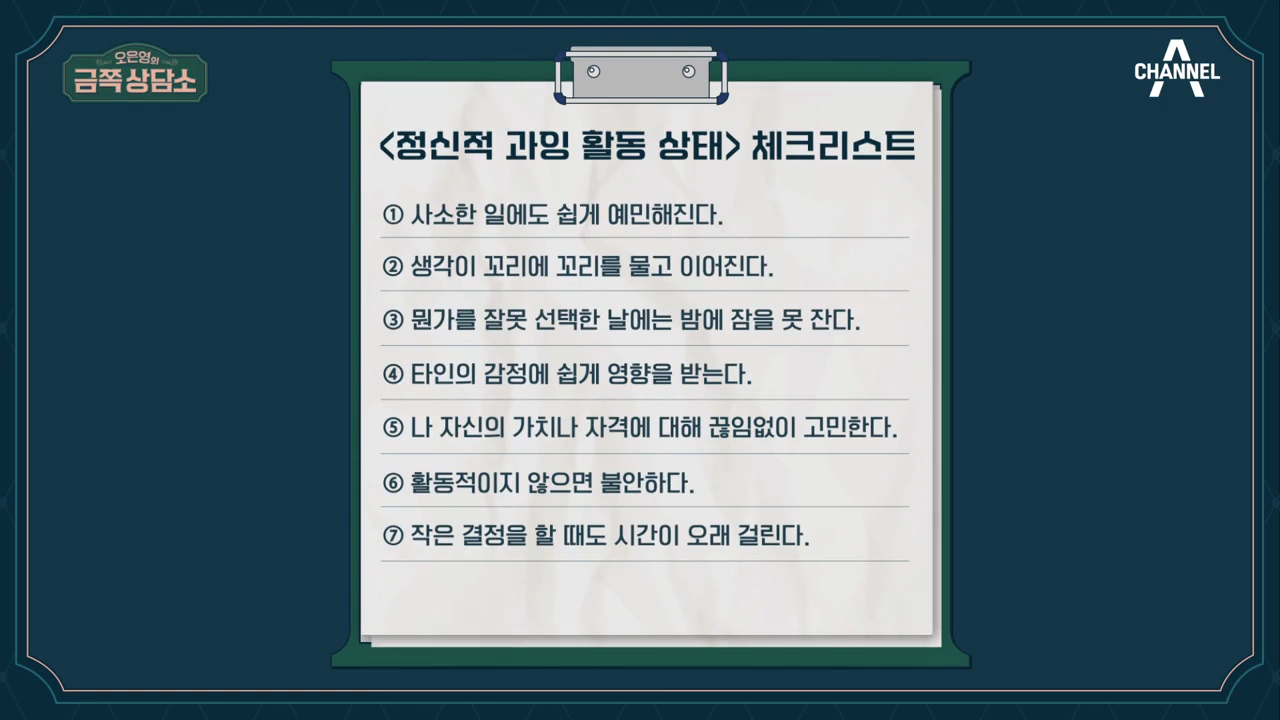 오은영의
금쪽 상담소
CHANNEL A
<정신적 과잉 활동 상태> 체크리스트
① 사소한 일에도 쉽게 예민해진다.
② 생각이 꼬리에 꼬리를 물고 이어진다.
③ 뭔가를 잘못 선택한 날에는 밤에 잠을 못 잔다.
④ 타인의 감정에 쉽게 영향을 받는다.
⑤ 나 자신의 가치나 자격에 대해 끊임없이 고민한다.
⑥ 활동적이지 않으면 불안하다.
⑦ 작은 결정을 할 때도 시간이 오래 걸린다.